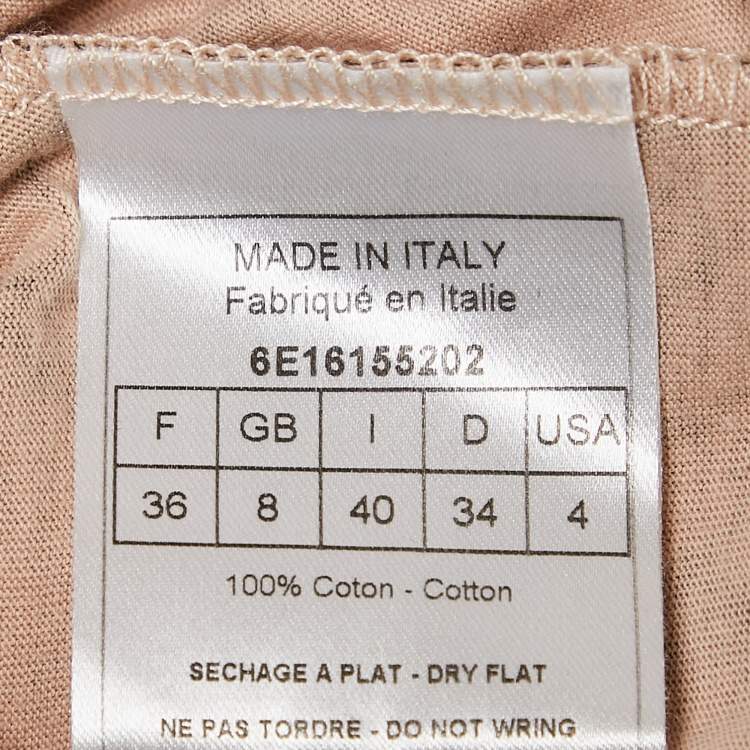 MADE IN ITALY
Fabriqué en Italie
6E16155202
F GB I D USA
36 8 40 34 4
100% Coton - Cotton
SECHAGE A PLAT - DRY FLAT
NE PAS TORDRE - DO NOT WRING